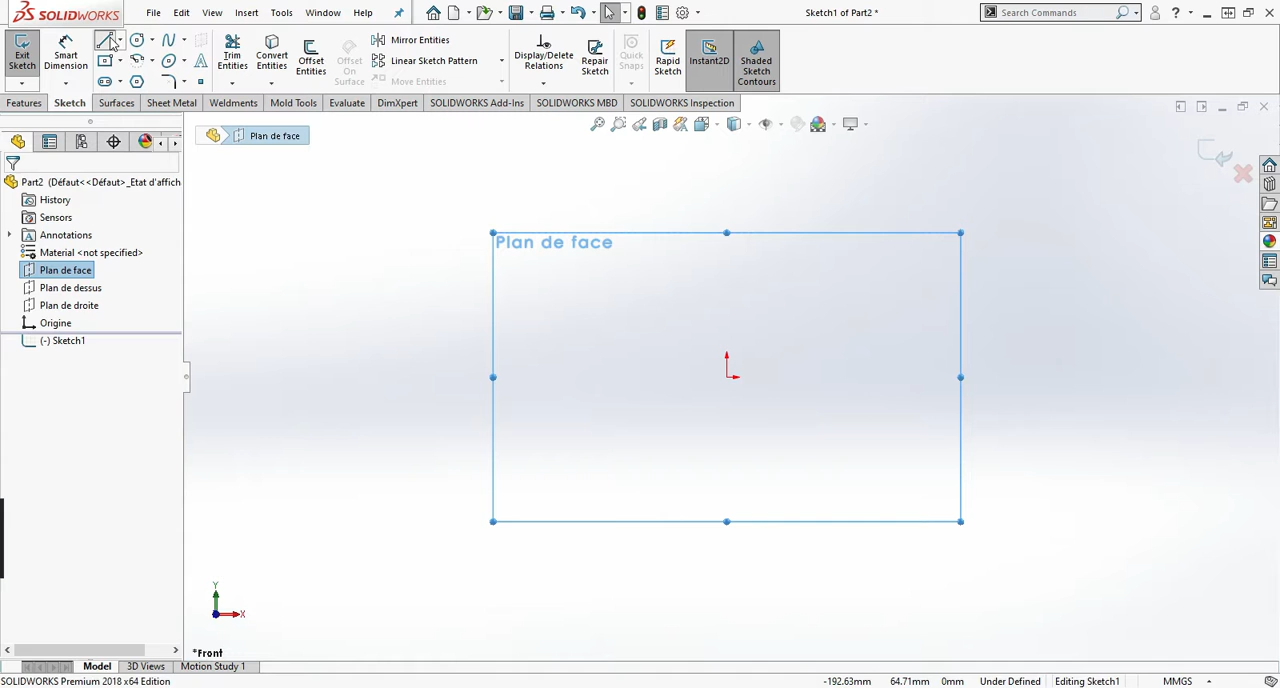 SOLIDWORKS
File Edit View Insert Tools Window Help
Sketch1 of Part2 *
Search Commands
Exit Sketch
Smart Dimension
Trim Entities
Convert Entities
Offset Entities
Offset On Surface
Mirror Entities
Linear Sketch Pattern
Move Entities
Display/Delete Relations
Repair Sketch
Quick Snaps
Rapid Sketch
Instant2D
Shaded Sketch Contours
Features Sketch Surfaces Sheet Metal Weldments Mold Tools Evaluate DimXpert SOLIDWORKS Add-Ins SOLIDWORKS MBD SOLIDWORKS Inspection
Plan de face
Part2 (Défaut<<Défaut>_Etat d'affich
History
Sensors
Annotations
Material <not specified>
Plan de face
Plan de dessus
Plan de droite
Origine
(-) Sketch1
Plan de face
Y
X
*Front
Model 3D Views Motion Study 1
SOLIDWORKS Premium 2018 x64 Edition
-192.63mm 64.71mm 0mm Under Defined Editing Sketch1 MMGS